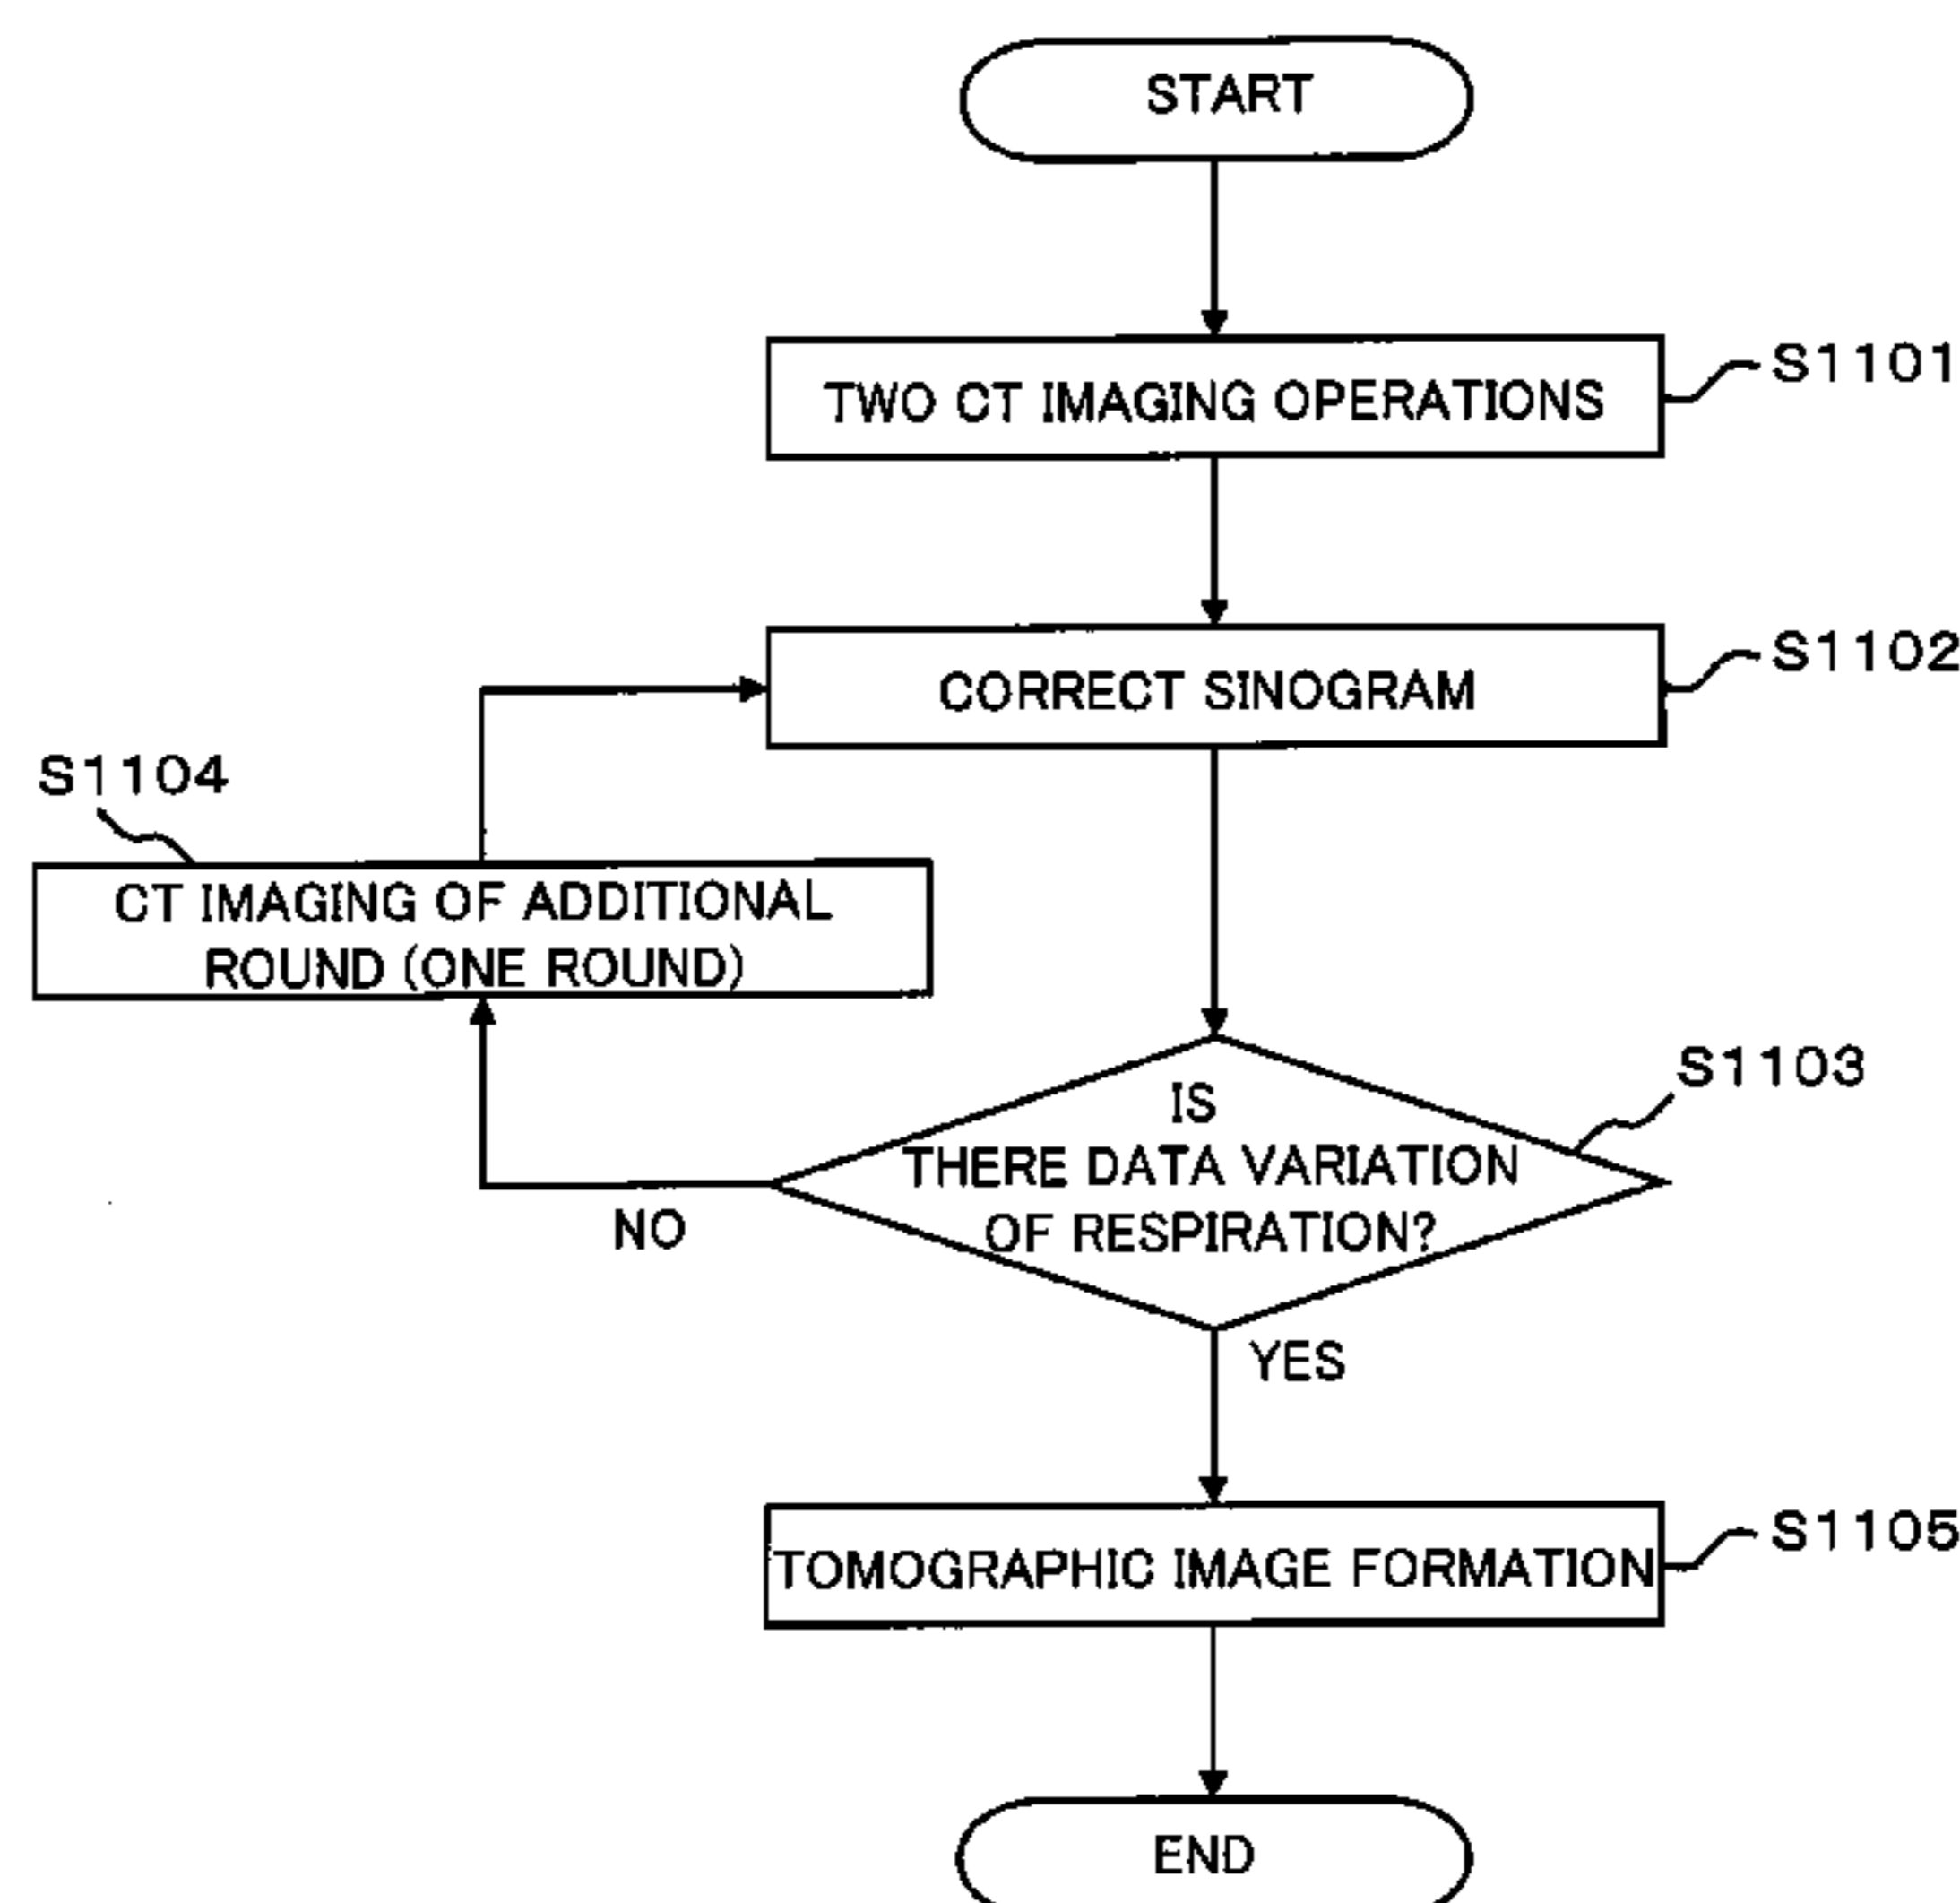 START
TWO CT IMAGING OPERATIONS
S1101
CORRECT SINOGRAM
S1102
S1104
CT IMAGING OF ADDITIONAL
ROUND (ONE ROUND)
IS
THERE DATA VARIATION
OF RESPIRATION?
S1103
NO
YES
TOMOGRAPHIC IMAGE FORMATION
S1105
END